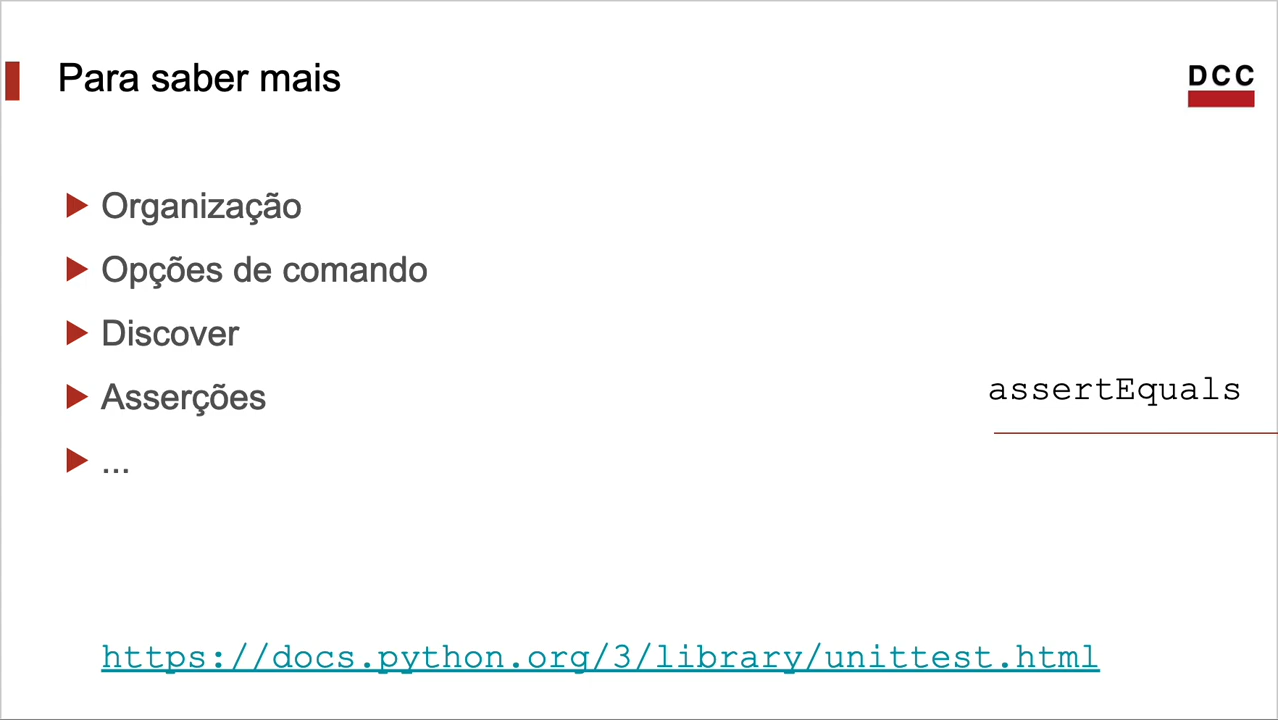 Para saber mais
DCC
Organização
Opções de comando
Discover
Asserções
...
assertEquals
https://docs.python.org/3/library/unittest.html